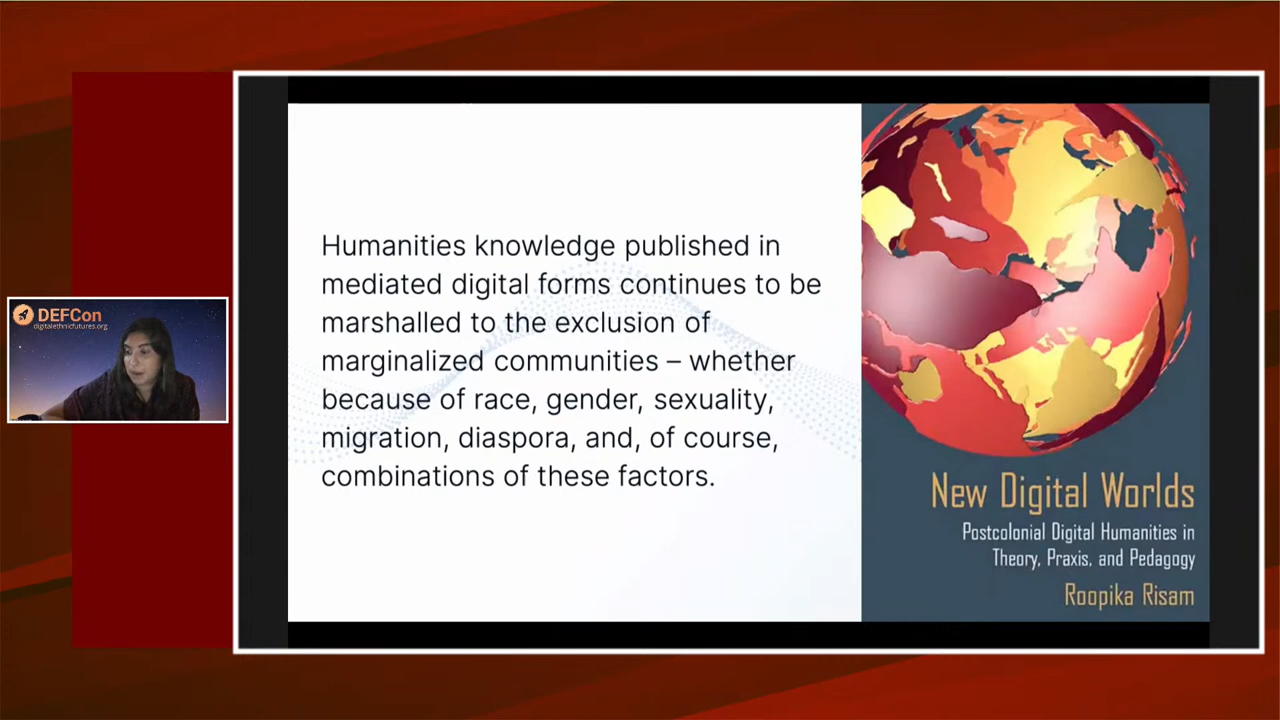 DEFCon
digitalethnicfutures.org
Humanities knowledge published in
mediated digital forms continues to be
marshalled to the exclusion of
marginalized communities – whether
because of race, gender, sexuality,
migration, diaspora, and, of course,
combinations of these factors.
New Digital Worlds
Postcolonial Digital Humanities in
Theory, Praxis, and Pedagogy
Roopika Risam